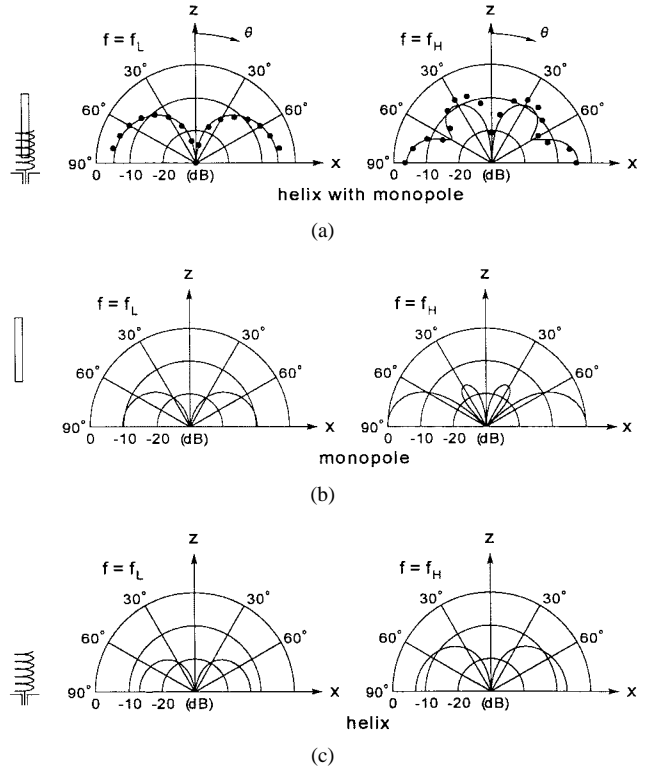 z z
f = f_L θ f = f_H θ
30° 30° 30° 30°
60° 60° 60° 60°
90° x 90° x
0 -10 -20 (dB) 0 -10 -20 (dB)
helix with monopole
(a)
z z
f = f_L f = f_H
30° 30° 30° 30°
60° 60° 60° 60°
90° x 90° x
0 -10 -20 (dB) 0 -10 -20 (dB)
monopole
(b)
z z
f = f_L f = f_H
30° 30° 30° 30°
60° 60° 60° 60°
90° x 90° x
0 -10 -20 (dB) 0 -10 -20 (dB)
helix
(c)